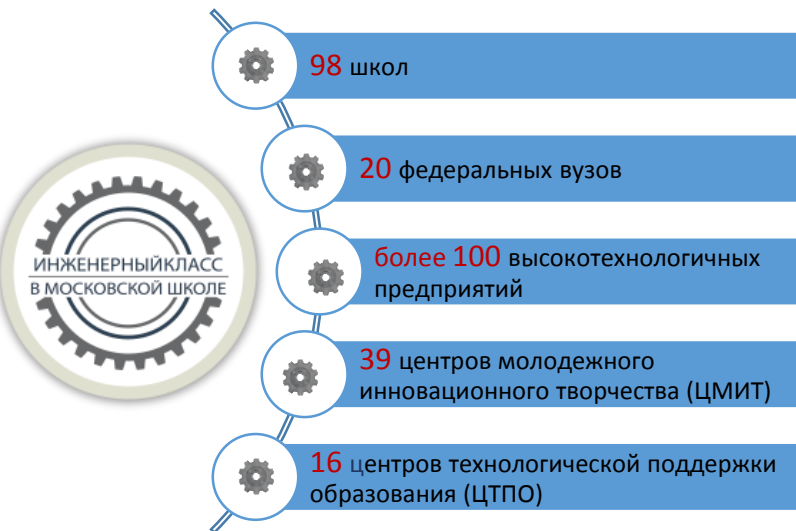 98 школ
20 федеральных вузов
ИНЖЕНЕРНЫЙКЛАСС
В МОСКОВСКОЙ ШКОЛЕ
более 100 высокотехнологичных
предприятий
39 центров молодежного
инновационного творчества (ЦМИТ)
16 центров технологической поддержки
образования (ЦТПО)